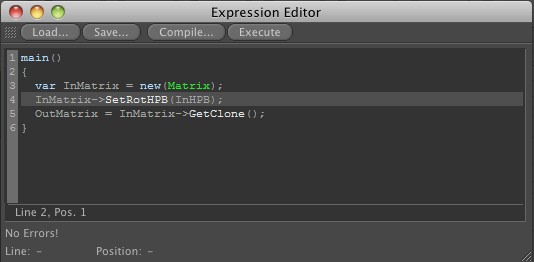 Expression Editor
Load... Save... Compile... Execute
1 main()
2 {
3 var InMatrix = new(Matrix);
4 InMatrix->SetRotHPB(InHPB);
5 OutMatrix = InMatrix->GetClone();
6 }
Line 2, Pos. 1
No Errors!
Line: – Position: –